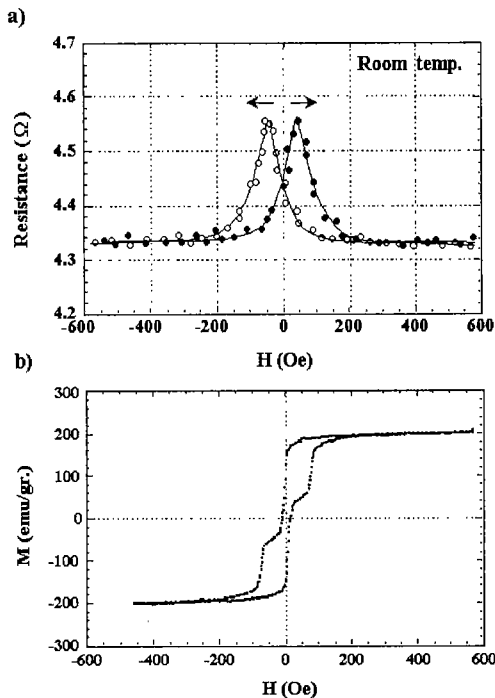 a)
4.7
4.6
4.5
4.4
4.3
4.2
Resistance (Ω)
Room temp.
-600 -400 -200 0 200 400 600
H (Oe)
b)
300
200
100
0
-100
-200
-300
M (emu/gr.)
-600 -400 -200 0 200 400 600
H (Oe)